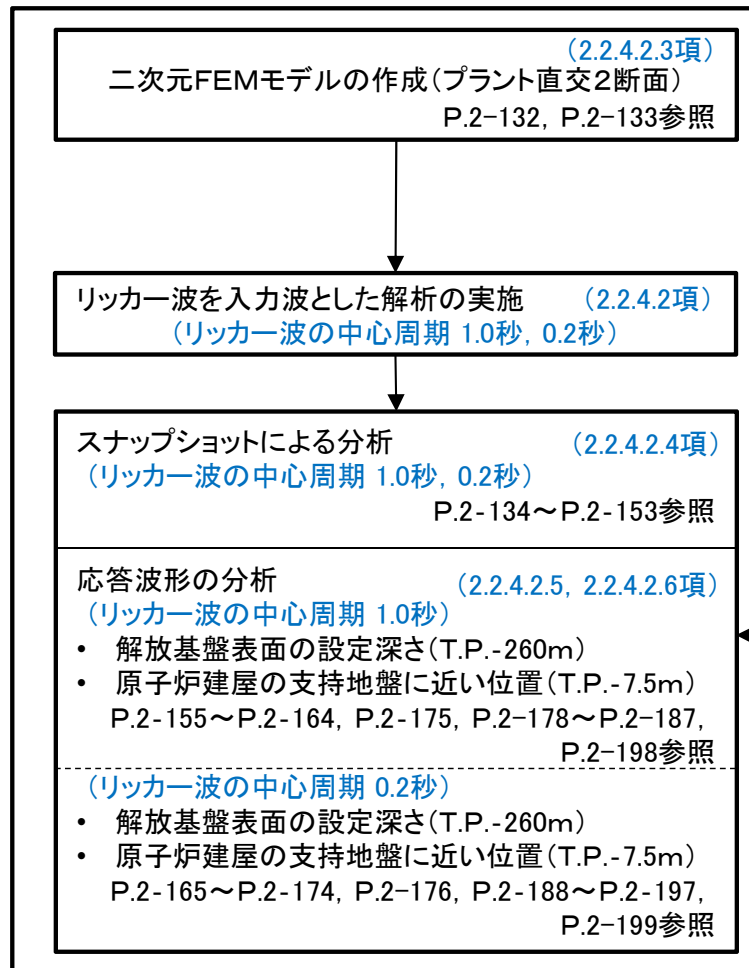 (2.2.4.2.3項)
二次元FEMモデルの作成(プラント直交2断面)
P.2-132, P.2-133参照
リッカー波を入力波とした解析の実施 (2.2.4.2項)
(リッカー波の中心周期 1.0秒, 0.2秒)
スナップショットによる分析 (2.2.4.2.4項)
(リッカー波の中心周期 1.0秒, 0.2秒)
P.2-134～P.2-153参照
応答波形の分析 (2.2.4.2.5, 2.2.4.2.6項)
(リッカー波の中心周期 1.0秒)
• 解放基盤表面の設定深さ(T.P.-260m)
• 原子炉建屋の支持地盤に近い位置(T.P.-7.5m)
P.2-155～P.2-164, P.2-175, P.2-178～P.2-187,
P.2-198参照
(リッカー波の中心周期 0.2秒)
• 解放基盤表面の設定深さ(T.P.-260m)
• 原子炉建屋の支持地盤に近い位置(T.P.-7.5m)
P.2-165～P.2-174, P.2-176, P.2-188～P.2-197,
P.2-199参照